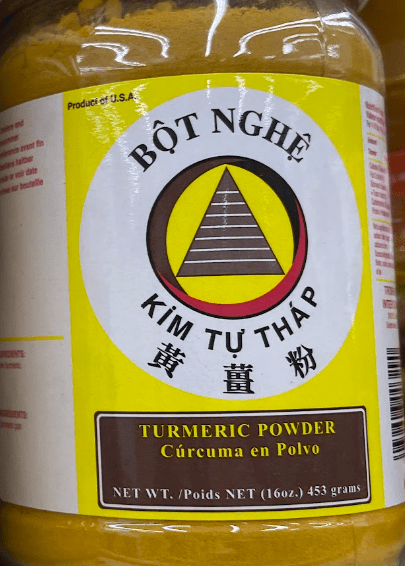 Product of U.S.A.
BỘT NGHỆ
KIM TỰ THÁP
黃薑粉
TURMERIC POWDER
Cúrcuma en Polvo
NET WT. /Poids NET (16oz.) 453 grams